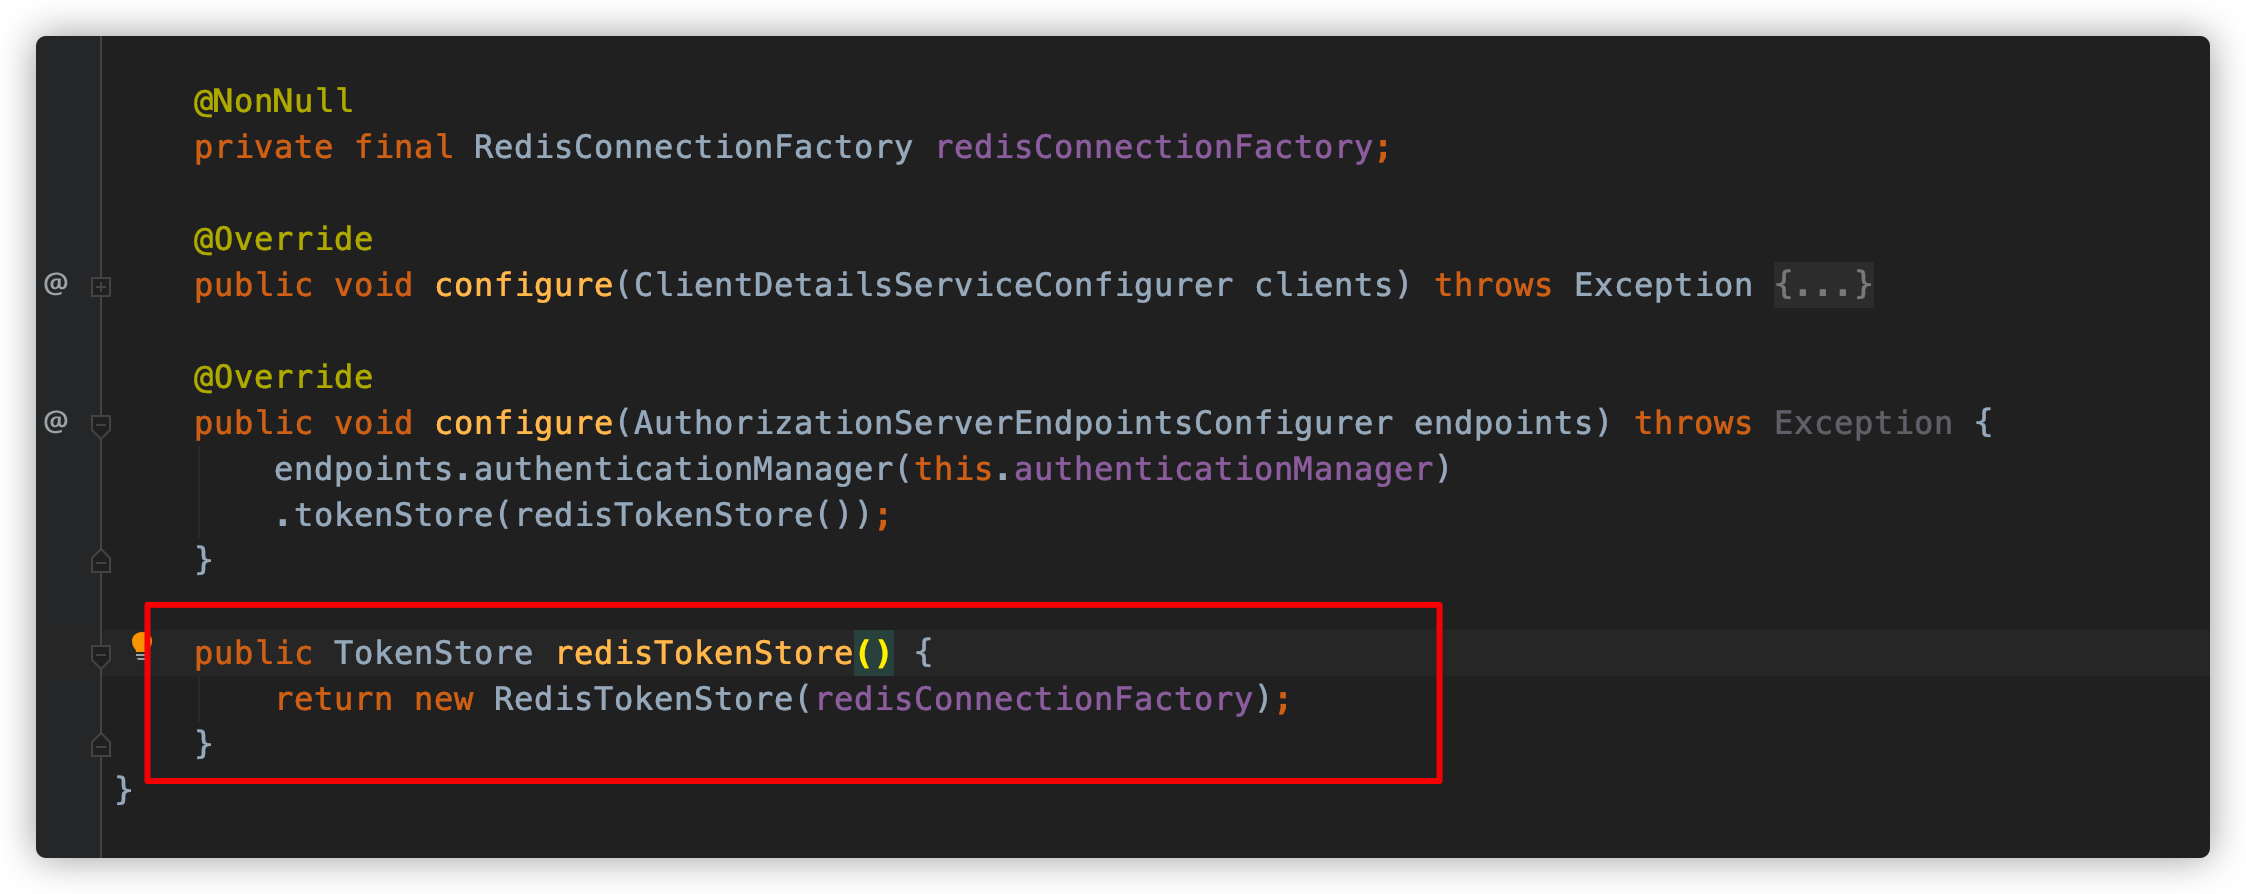 @NonNull
private final RedisConnectionFactory redisConnectionFactory;
@Override
@ public void configure(ClientDetailsServiceConfigurer clients) throws Exception {...}
@Override
@ public void configure(AuthorizationServerEndpointsConfigurer endpoints) throws Exception {
endpoints.authenticationManager(this.authenticationManager)
.tokenStore(redisTokenStore());
}
public TokenStore redisTokenStore() {
return new RedisTokenStore(redisConnectionFactory);
}
}